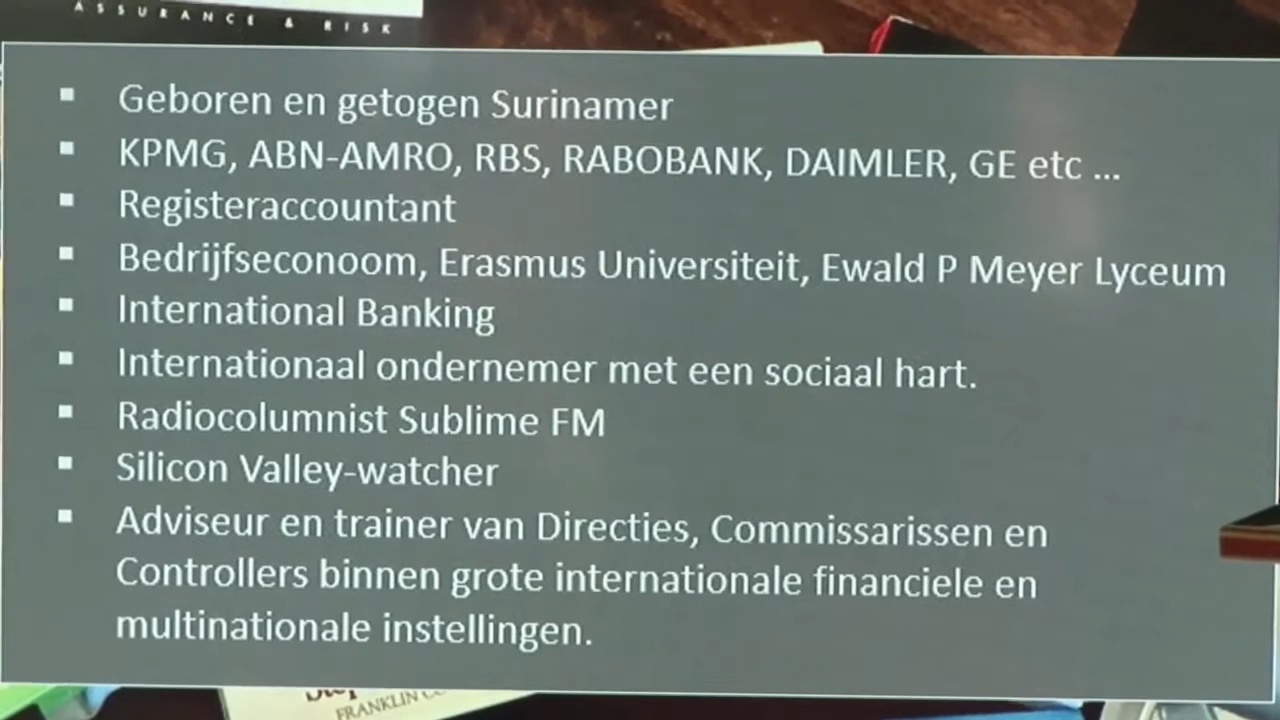 ASSURANCE & RISK
▪ Geboren en getogen Surinamer
▪ KPMG, ABN-AMRO, RBS, RABOBANK, DAIMLER, GE etc ...
▪ Registeraccountant
▪ Bedrijfseconoom, Erasmus Universiteit, Ewald P Meyer Lyceum
▪ International Banking
▪ Internationaal ondernemer met een sociaal hart.
▪ Radiocolumnist Sublime FM
▪ Silicon Valley-watcher
▪ Adviseur en trainer van Directies, Commissarissen en
Controllers binnen grote internationale financiele en
multinationale instellingen.
FRANKLIN